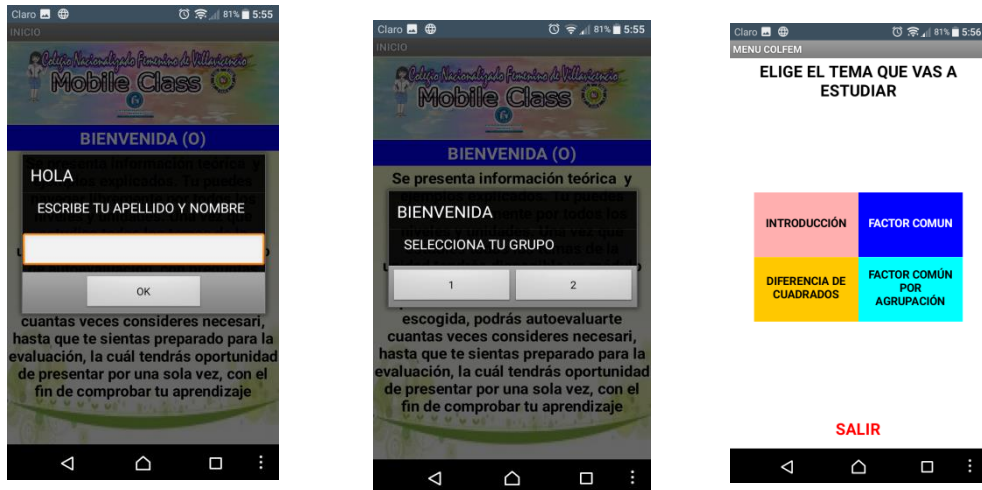 Claro 81% 5:55
INICIO
Colegio Nacionalizado Femenino de Villavicencio
Mobile Class
BIENVENIDA (O)
Se presenta información teórica y
HOLA
ESCRIBE TU APELLIDO Y NOMBRE
OK
cuantas veces consideres necesari,
hasta que te sientas preparado para la
evaluación, la cuál tendrás oportunidad
de presentar por una sola vez, con el
fin de comprobar tu aprendizaje
Claro 81% 5:55
INICIO
Colegio Nacionalizado Femenino de Villavicencio
Mobile Class
BIENVENIDA (O)
Se presenta información teórica y
BIENVENIDA
SELECCIONA TU GRUPO
1 2
escogida, podrás autoevaluarte
cuantas veces consideres necesari,
hasta que te sientas preparado para la
evaluación, la cuál tendrás oportunidad
de presentar por una sola vez, con el
fin de comprobar tu aprendizaje
Claro 81% 5:56
MENU COLFEM
ELIGE EL TEMA QUE VAS A
ESTUDIAR
INTRODUCCIÓN
FACTOR COMUN
DIFERENCIA DE
CUADRADOS
FACTOR COMÚN
POR
AGRUPACIÓN
SALIR